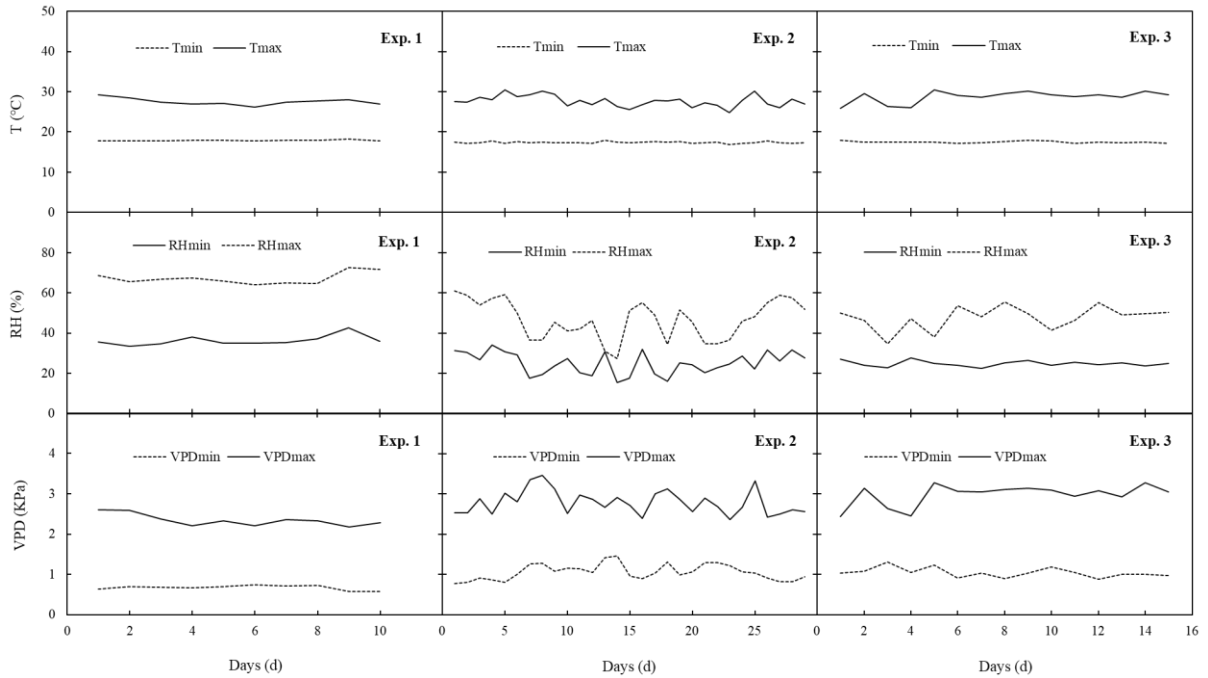 50
40
30
20
10
0
T (°C)
Tmin Tmax Exp. 1
Tmin Tmax Exp. 2
Tmin Tmax Exp. 3
80
60
40
20
0
RH (%)
RHmin RHmax Exp. 1
RHmin RHmax Exp. 2
RHmin RHmax Exp. 3
4
3
2
1
0
VPD (KPa)
VPDmin VPDmax Exp. 1
VPDmin VPDmax Exp. 2
VPDmin VPDmax Exp. 3
0 2 4 6 8 10 0 5 10 15 20 25 0 2 4 6 8 10 12 14 16
Days (d) Days (d) Days (d)